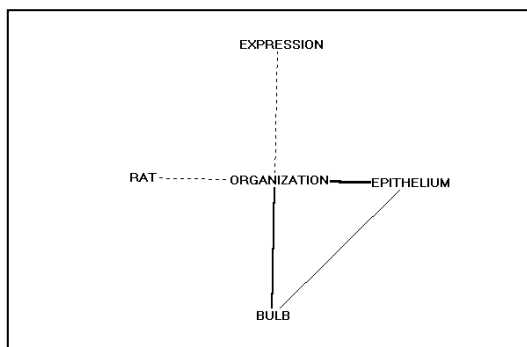 EXPRESSION
RAT
ORGANIZATION
EPITHELIUM
BULB